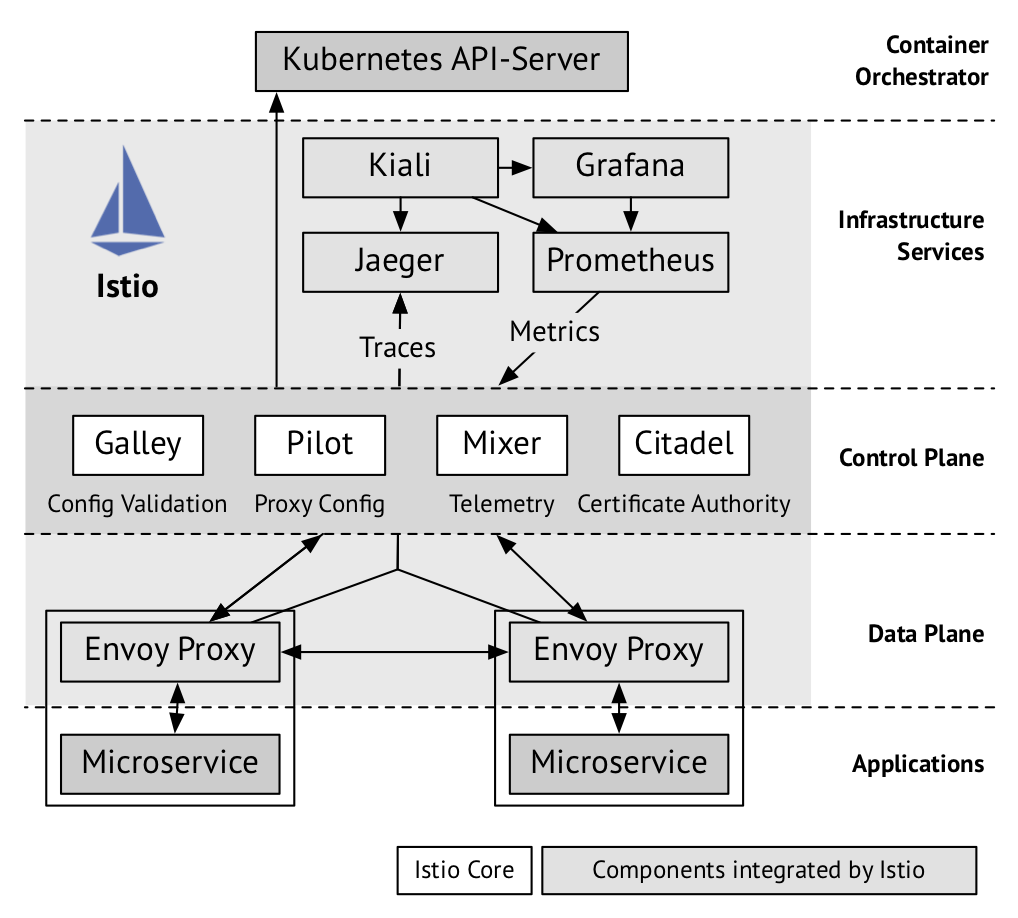 Kubernetes API-Server
Container
Orchestrator
Kiali
Grafana
Infrastructure
Services
Jaeger
Prometheus
Istio
Traces
Metrics
Galley
Pilot
Mixer
Citadel
Control Plane
Config Validation
Proxy Config
Telemetry
Certificate Authority
Envoy Proxy
Envoy Proxy
Data Plane
Microservice
Microservice
Applications
Istio Core
Components integrated by Istio